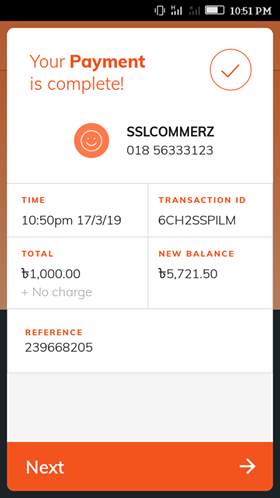 10:51 PM
Your Payment
is complete!
SSLCOMMERZ
018 56333123
TIME
10:50pm 17/3/19
TRANSACTION ID
6CH2SSPILM
TOTAL
৳1,000.00
+ No charge
NEW BALANCE
৳5,721.50
REFERENCE
239668205
Next